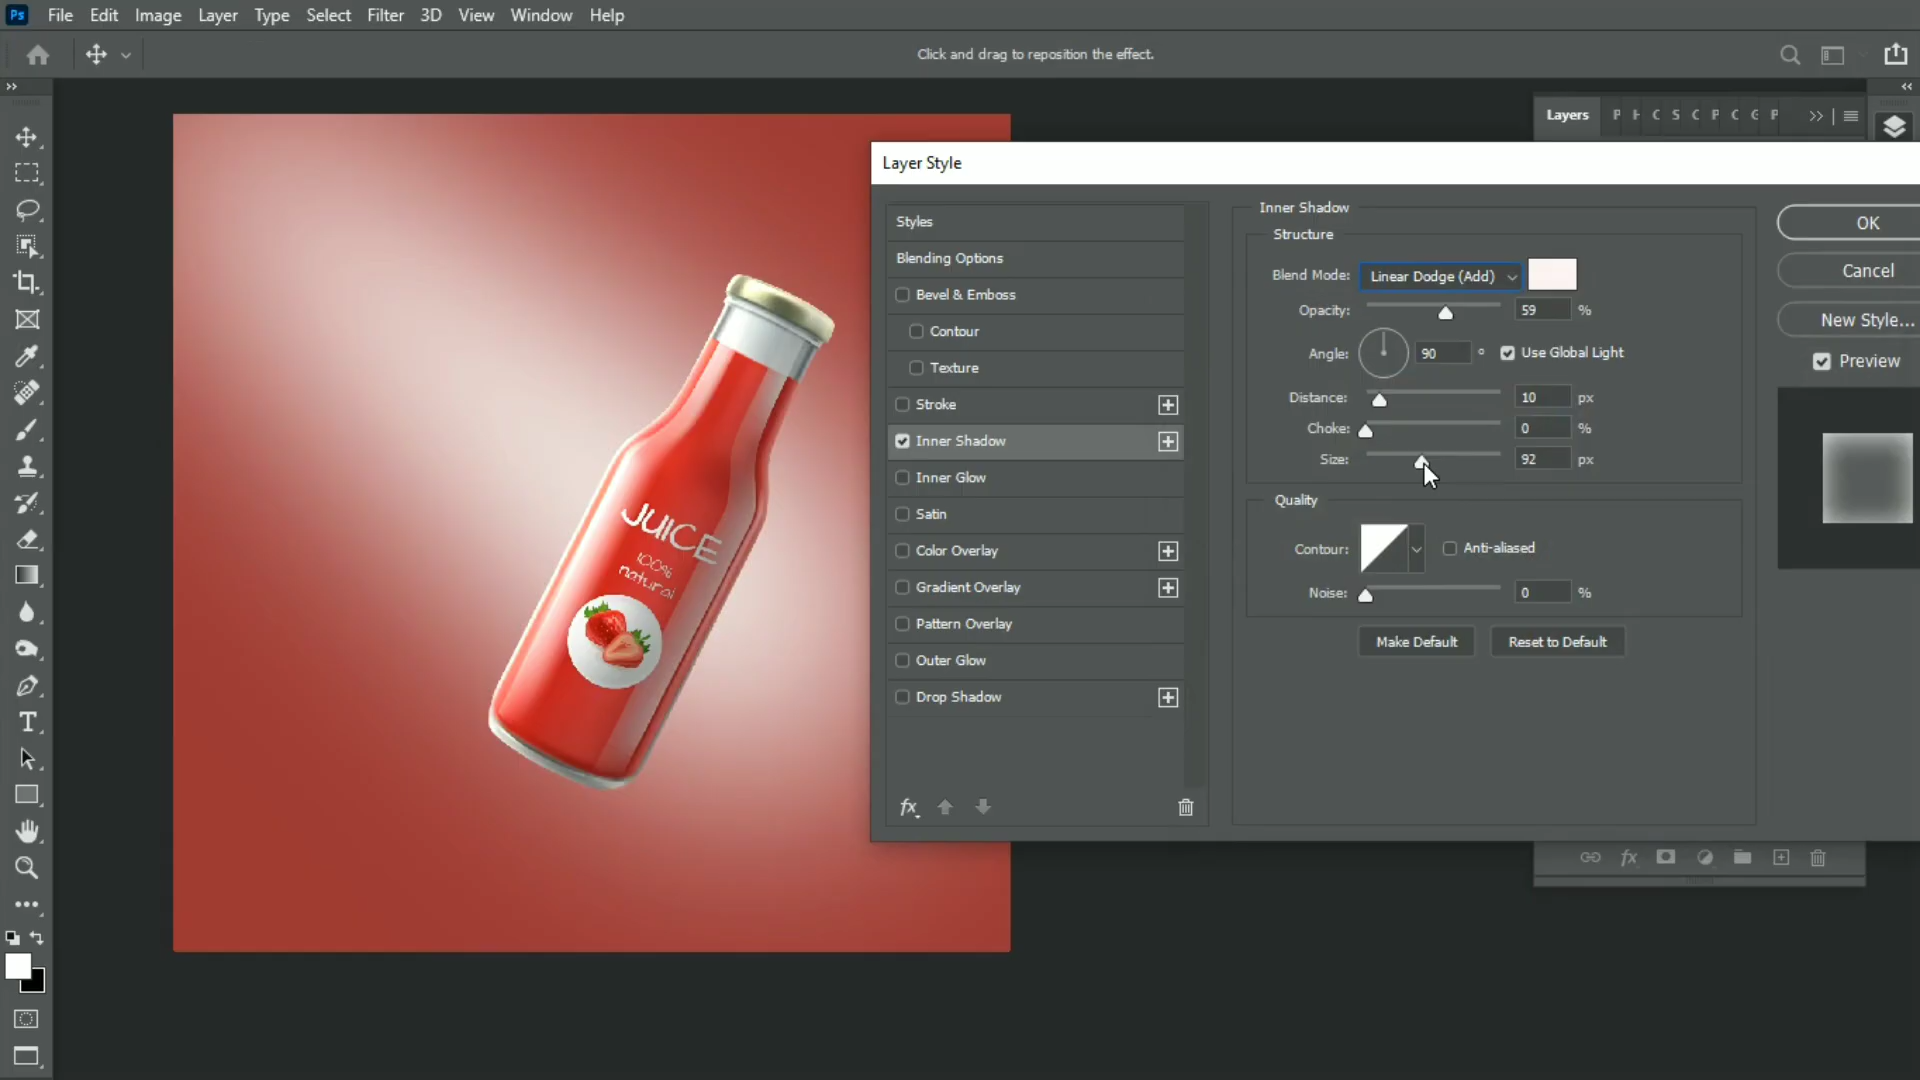 Ps File Edit Image Layer Type Select Filter 3D View Window Help
Click and drag to reposition the effect.
Layers P H C S C P C G P
Layer Style
Styles
Blending Options
Bevel & Emboss
Contour
Texture
Stroke
Inner Shadow
Inner Glow
Satin
Color Overlay
Gradient Overlay
Pattern Overlay
Outer Glow
Drop Shadow
fx
Inner Shadow
Structure
Blend Mode: Linear Dodge (Add)
Opacity: 59 %
Angle: 90 ° Use Global Light
Distance: 10 px
Choke: 0 %
Size: 92 px
Quality
Contour: Anti-aliased
Noise: 0 %
Make Default Reset to Default
OK
Cancel
New Style...
Preview
fx
JUICE
100%
natural
T